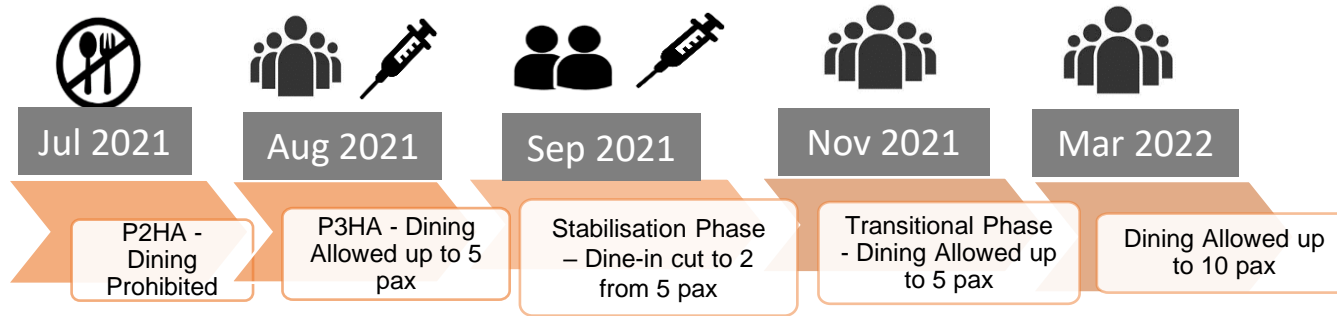 Jul 2021
Aug 2021
Sep 2021
Nov 2021
Mar 2022
P2HA -
Dining
Prohibited
P3HA - Dining
Allowed up to 5
pax
Stabilisation Phase
– Dine-in cut to 2
from 5 pax
Transitional Phase
- Dining Allowed up
to 5 pax
Dining Allowed up
to 10 pax